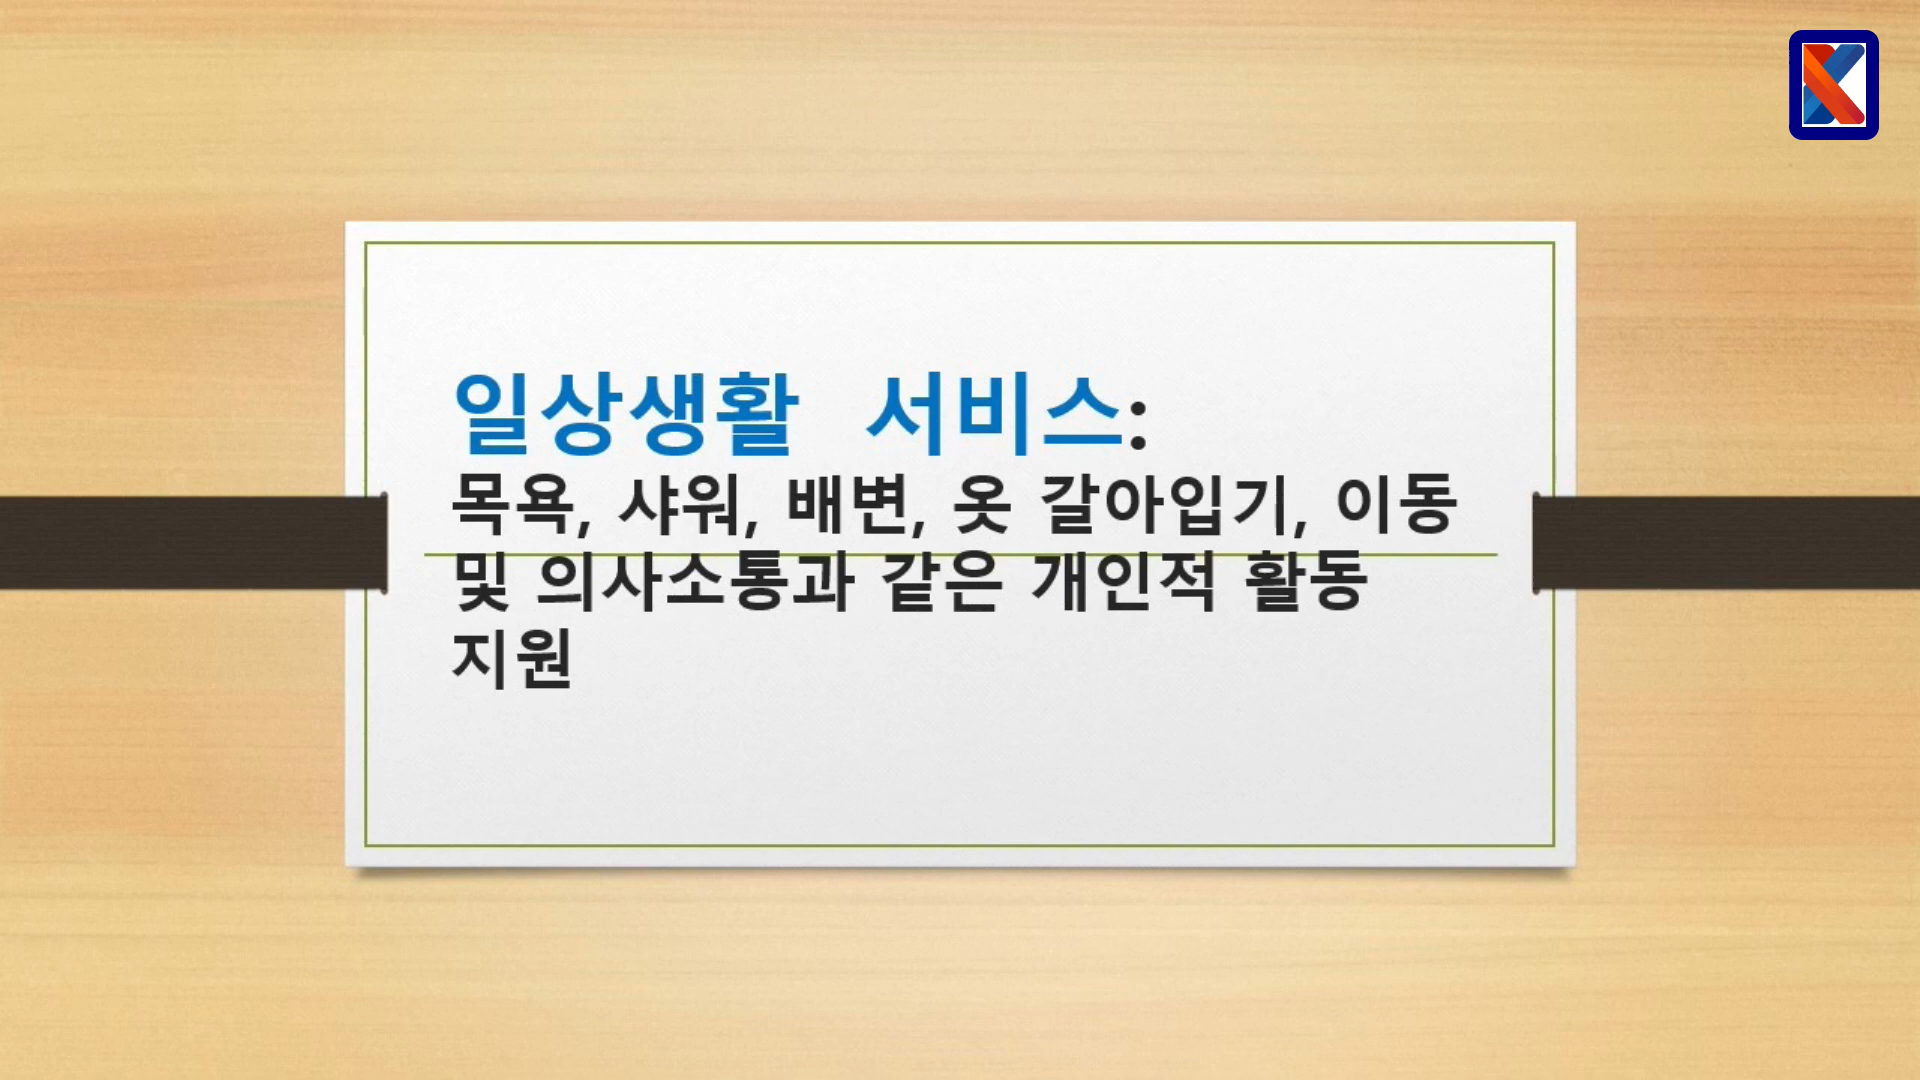 일상생활 서비스:
목욕, 샤워, 배변, 옷 갈아입기, 이동
및 의사소통과 같은 개인적 활동
지원